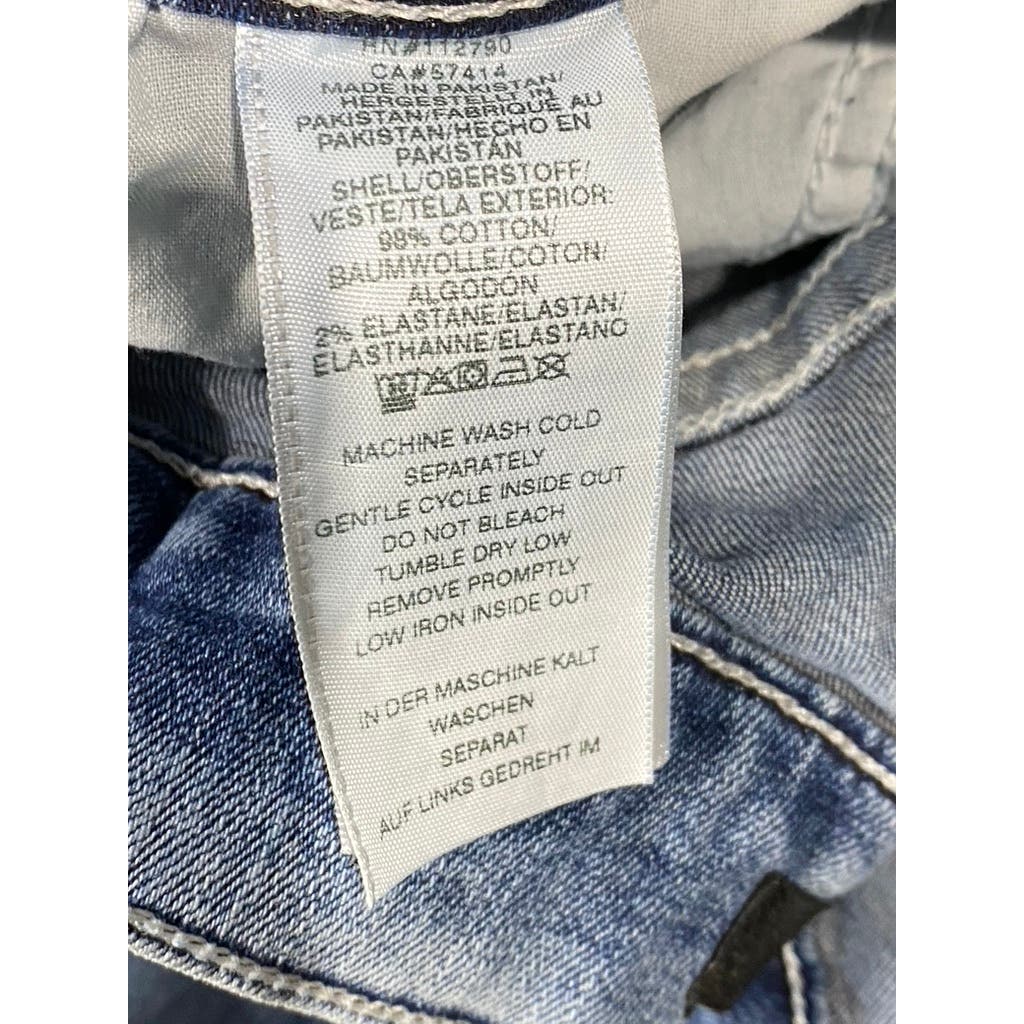 RN#112790
CA#57414
MADE IN PAKISTAN/
HERGESTELLT IN
PAKISTAN/FABRIQUE AU
PAKISTAN/HECHO EN
PAKISTÁN
SHELL/OBERSTOFF/
VESTE/TELA EXTERIOR:
98% COTTON/
BAUMWOLLE/COTON/
ALGODÓN
2% ELASTANE/ELASTAN/
ELASTHANNE/ELASTANO
MACHINE WASH COLD
SEPARATELY
GENTLE CYCLE INSIDE OUT
DO NOT BLEACH
TUMBLE DRY LOW
REMOVE PROMPTLY
LOW IRON INSIDE OUT
IN DER MASCHINE KALT
WASCHEN
SEPARAT
AUF LINKS GEDREHT IM